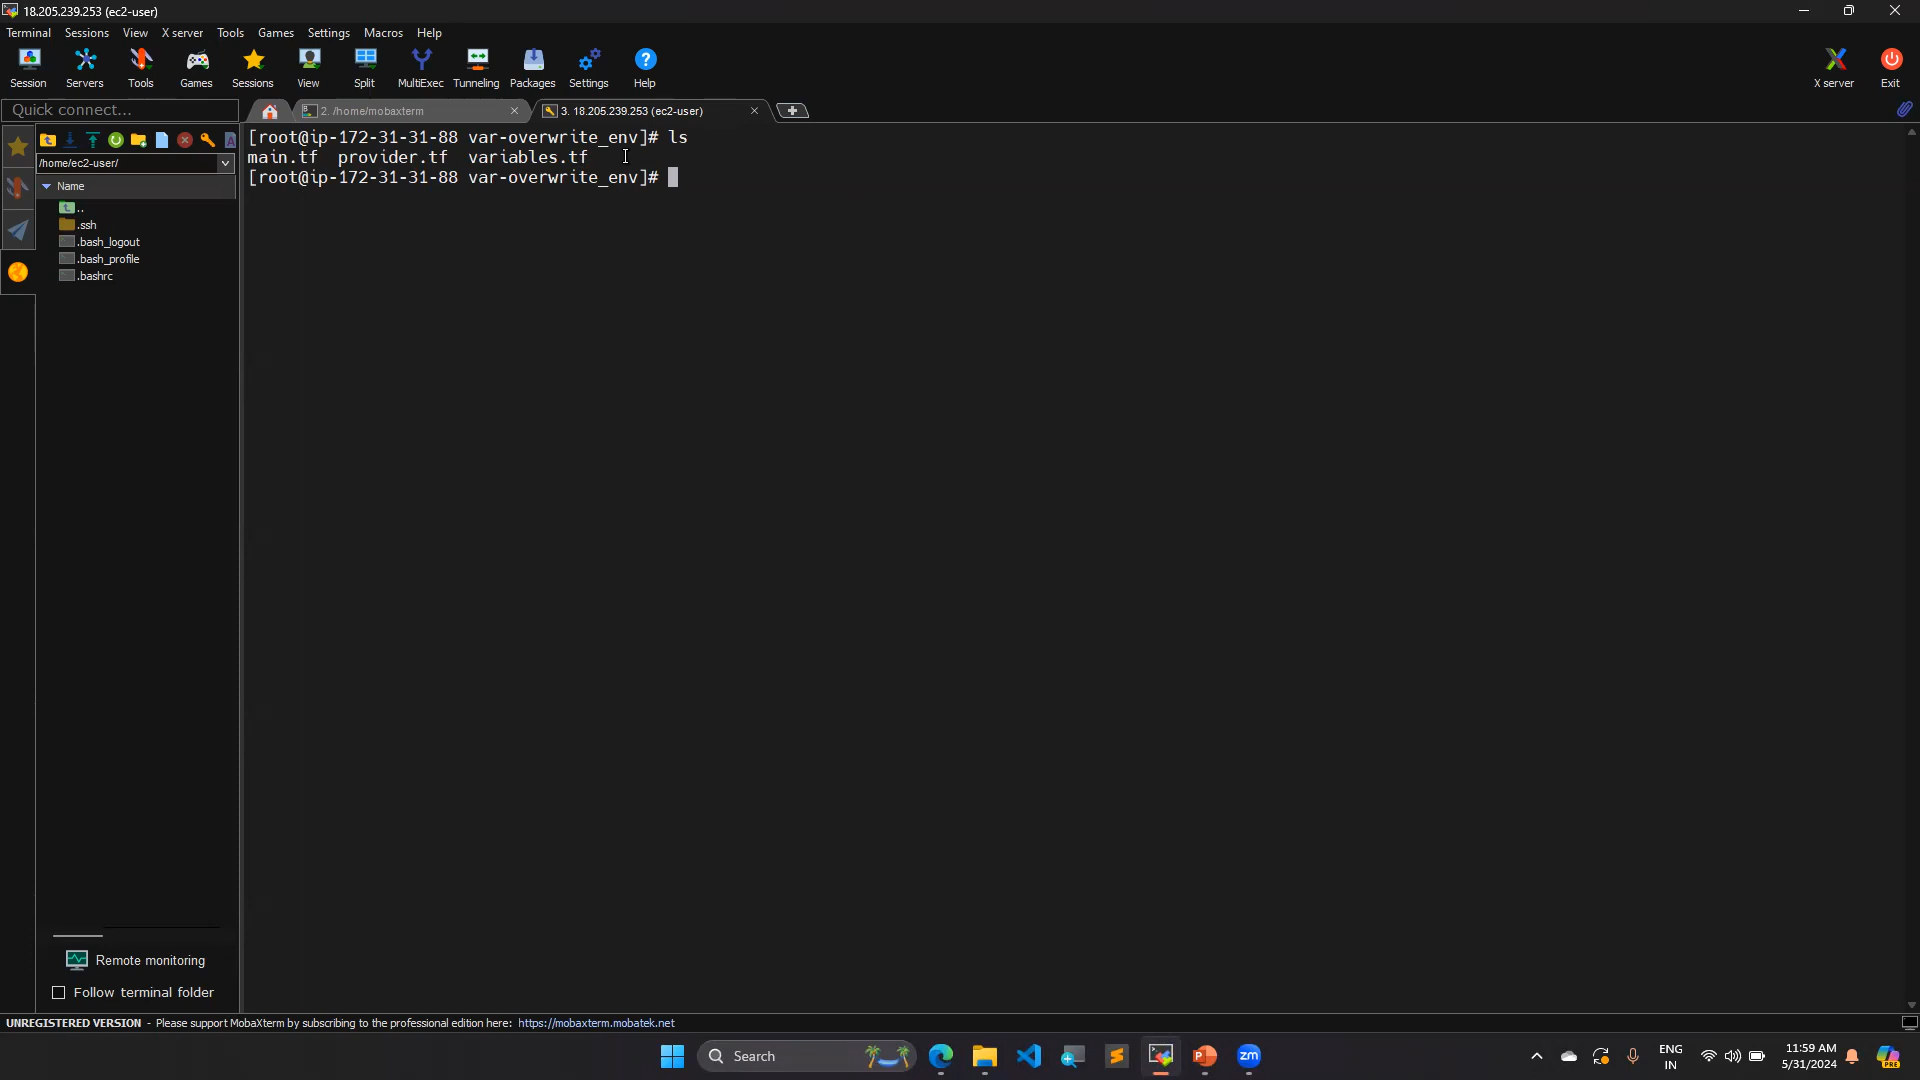 18.205.239.253 (ec2-user)
Terminal Sessions View X server Tools Games Settings Macros Help
Session Servers Tools Games Sessions View Split MultiExec Tunneling Packages Settings Help X server Exit
Quick connect...
2. /home/mobaxterm
3. 18.205.239.253 (ec2-user)
/home/ec2-user/
Name
..
.ssh
.bash_logout
.bash_profile
.bashrc
[root@ip-172-31-31-88 var-overwrite_env]# ls
main.tf provider.tf variables.tf
[root@ip-172-31-31-88 var-overwrite_env]#
Remote monitoring
Follow terminal folder
UNREGISTERED VERSION - Please support MobaXterm by subscribing to the professional edition here: https://mobaxterm.mobatek.net
Search
zm
ENG
IN
11:59 AM
5/31/2024
PRE